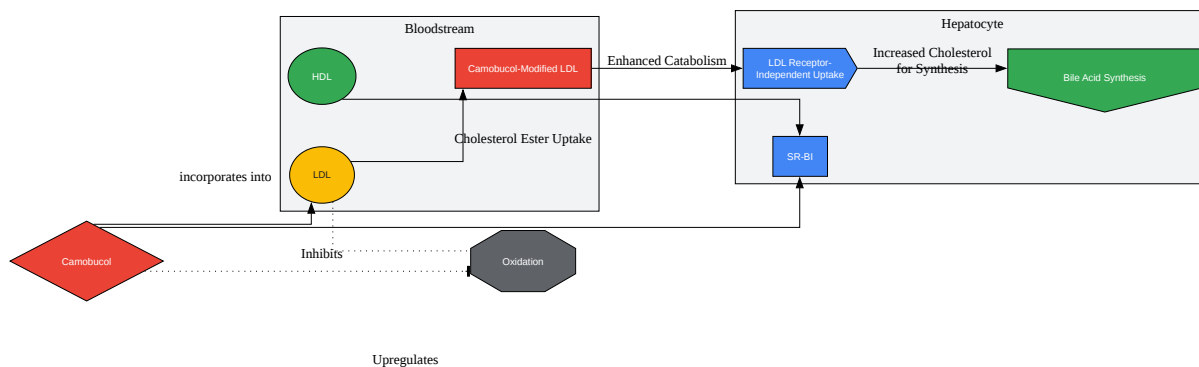 Bloodstream
Hepatocyte
HDL
Camobucol-Modified LDL
Enhanced Catabolism
LDL Receptor-
Independent Uptake
Increased Cholesterol
for Synthesis
Bile Acid Synthesis
Cholesterol Ester Uptake
SR-BI
LDL
incorporates into
Camobucol
Inhibits
Oxidation
Upregulates